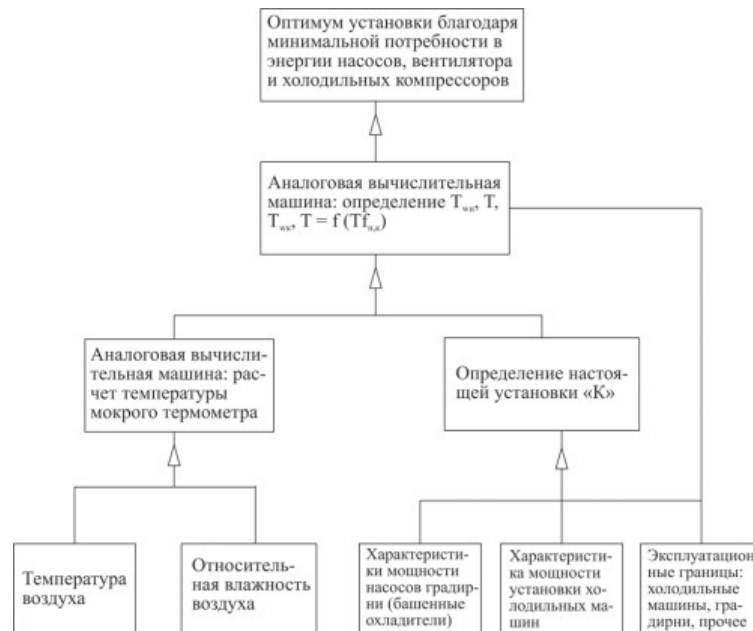 Оптимум установки благодаря
минимальной потребности в
энергии насосов, вентилятора
и холодильных компрессоров
Аналоговая вычислительная
машина: определение Twн, T,
Twк, T = f (Tfн,к)
Аналоговая вычисли-
тельная машина: рас-
чет температуры
мокрого термометра
Определение настоя-
щей установки «К»
Температура
воздуха
Относитель-
ная влажность
воздуха
Характеристи-
ки мощности
насосов градир-
ни (башенные
охладители)
Характеристи-
ка мощности
установки хо-
лодильных ма-
шин
Эксплуатацион-
ные границы:
холодильные
машины, гра-
дирни, прочее